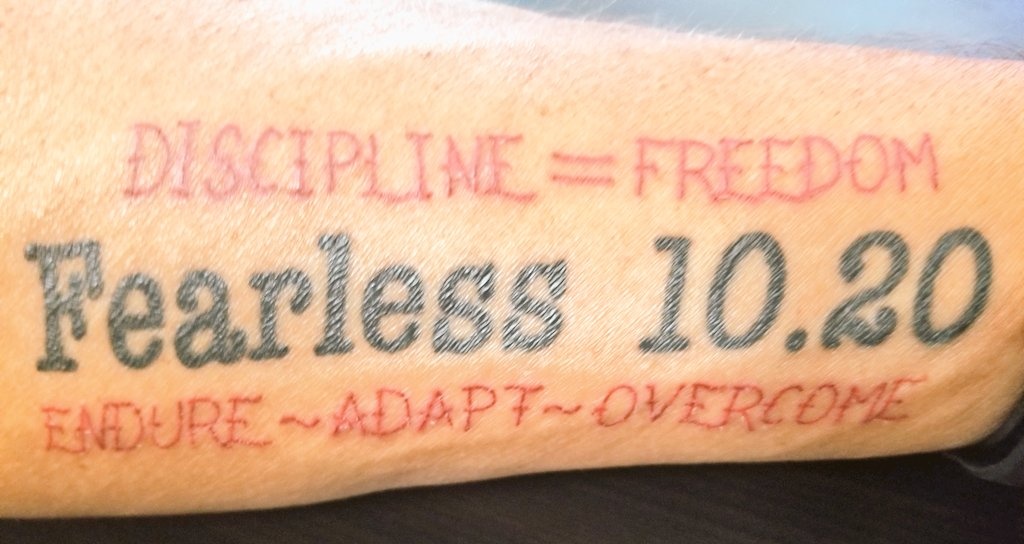 DISCIPLINE = FREEDOM
Fearless 10.20
ENDURE ~ ADAPT ~ OVERCOME